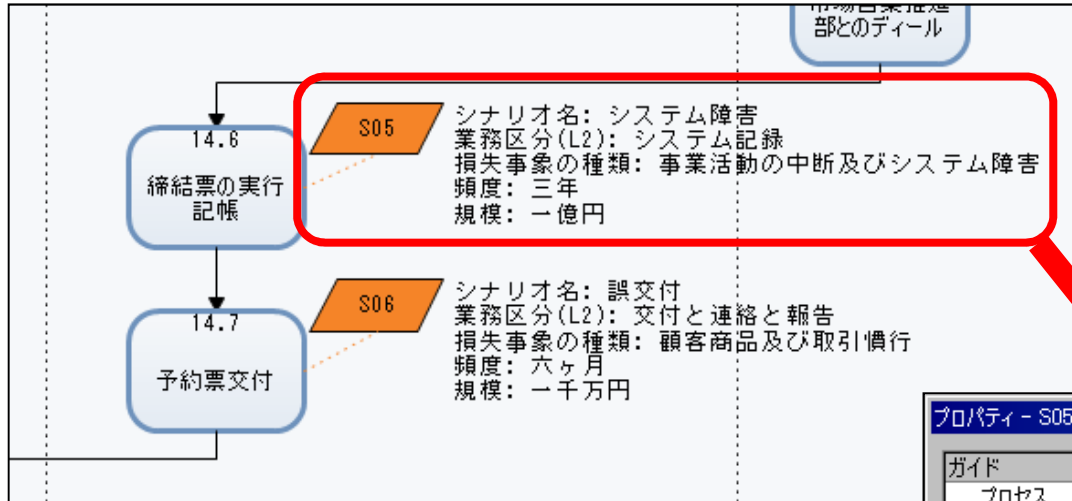 部とのディール
14.6
締結票の実行
記帳
S05
シナリオ名: システム障害
業務区分(L2): システム記録
損失事象の種類: 事業活動の中断及びシステム障害
頻度: 三年
規模: 一億円
14.7
予約票交付
S06
シナリオ名: 誤交付
業務区分(L2): 交付と連絡と報告
損失事象の種類: 顧客商品及び取引慣行
頻度: 六ヶ月
規模: 一千万円
プロパティ - S05
ガイド
プロセス